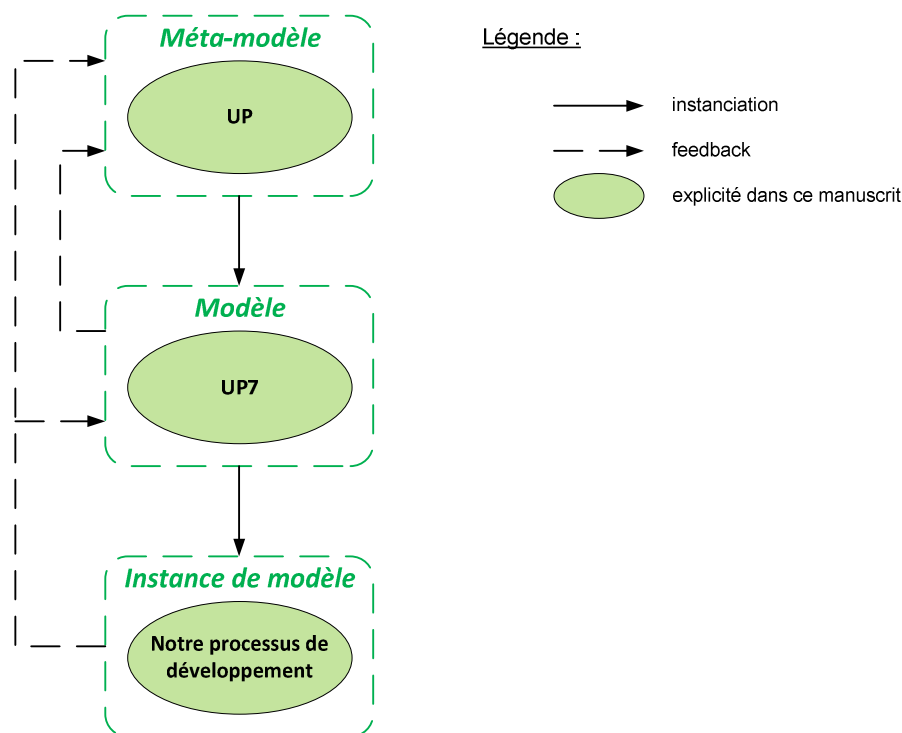 Méta-modèle
UP
Modèle
UP7
Instance de modèle
Notre processus de
développement
Légende :
instanciation
feedback
explicité dans ce manuscrit